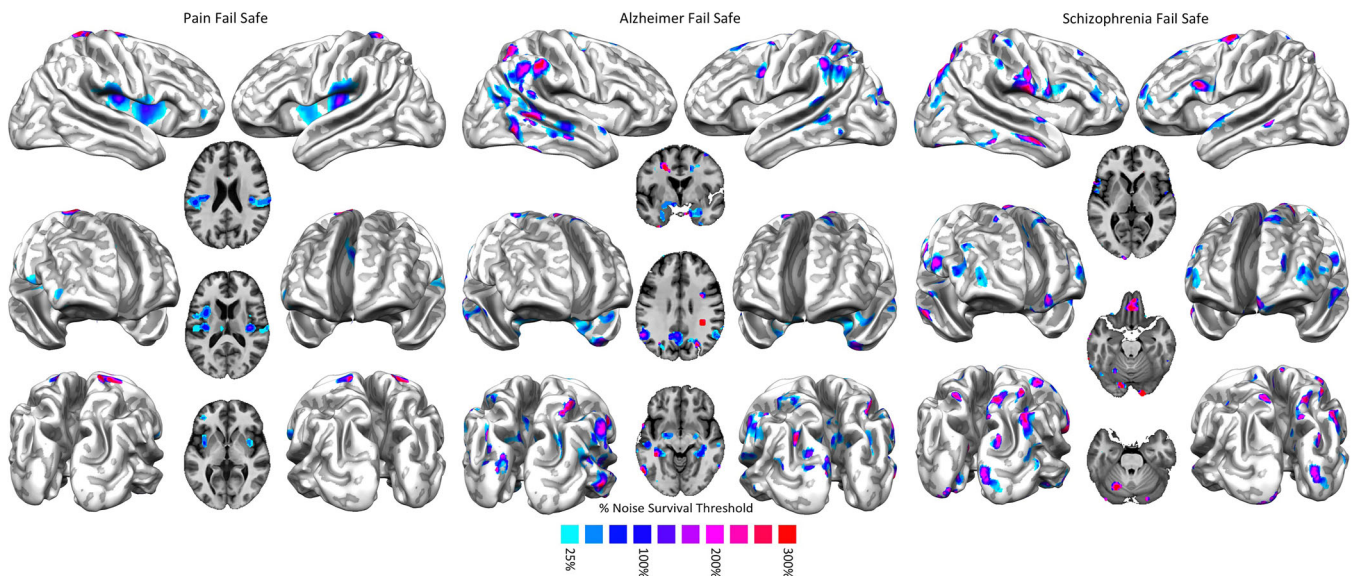 Pain Fail Safe
Alzheimer Fail Safe
Schizophrenia Fail Safe
% Noise Survival Threshold
25%
100%
200%
300%